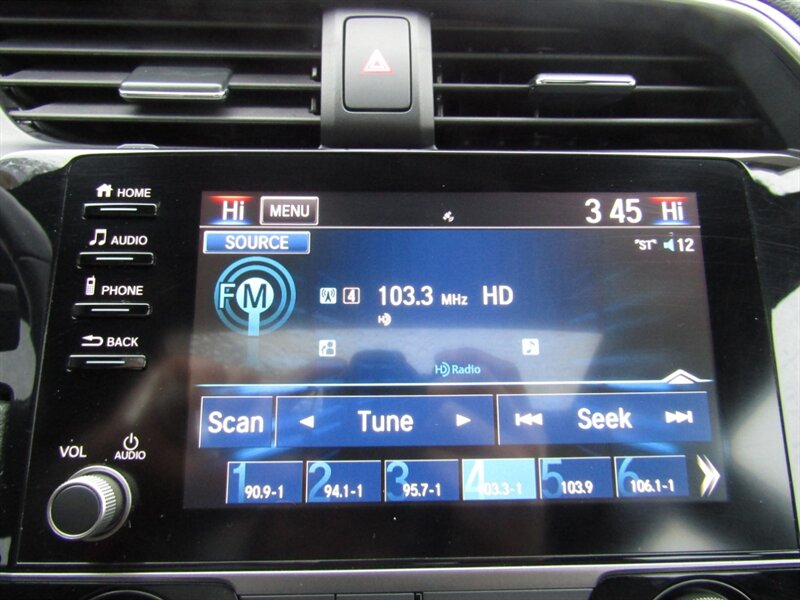 HOME
Hi MENU 3 45 Hi
AUDIO
SOURCE "ST" 12
PHONE
FM 4 103.3 MHz HD
HD
BACK
HD Radio
Scan Tune Seek
VOL AUDIO
1 90.9-1 2 94.1-1 3 95.7-1 4 03.3-1 5 103.9 6 106.1-1